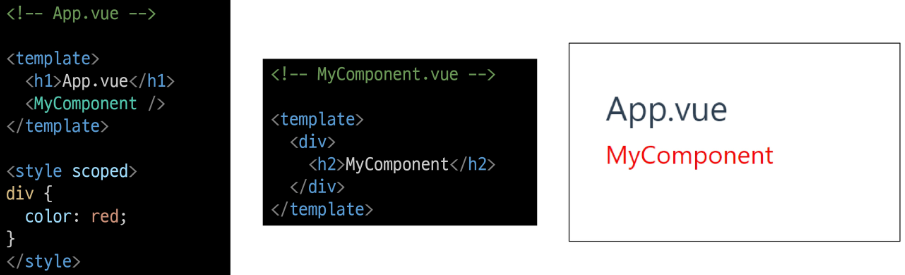 <!-- App.vue -->
<template>
  <h1>App.vue</h1>
  <MyComponent />
</template>
<style scoped>
div {
  color: red;
}
</style>
<!-- MyComponent.vue -->
<template>
  <div>
    <h2>MyComponent</h2>
  </div>
</template>
App.vue
MyComponent